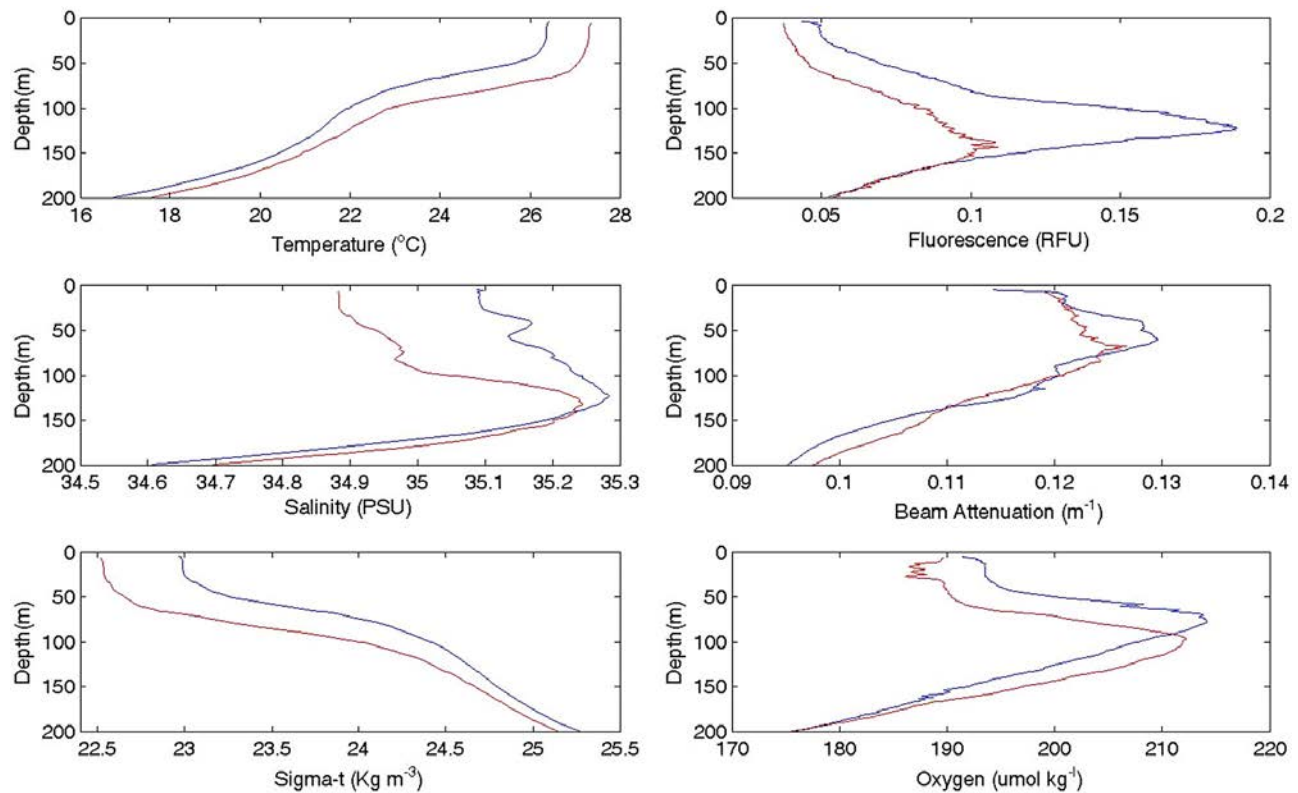 0
50
100
150
200
Depth(m)
16 18 20 22 24 26 28
Temperature (°C)
0
50
100
150
200
Depth(m)
0.05 0.1 0.15 0.2
Fluorescence (RFU)
0
50
100
150
200
Depth(m)
34.5 34.6 34.7 34.8 34.9 35 35.1 35.2 35.3
Salinity (PSU)
0
50
100
150
200
Depth(m)
0.09 0.1 0.11 0.12 0.13 0.14
Beam Attenuation (m⁻¹)
0
50
100
150
200
Depth(m)
22.5 23 23.5 24 24.5 25 25.5
Sigma-t (Kg m⁻³)
0
50
100
150
200
Depth(m)
170 180 190 200 210 220
Oxygen (umol kg⁻ˡ)